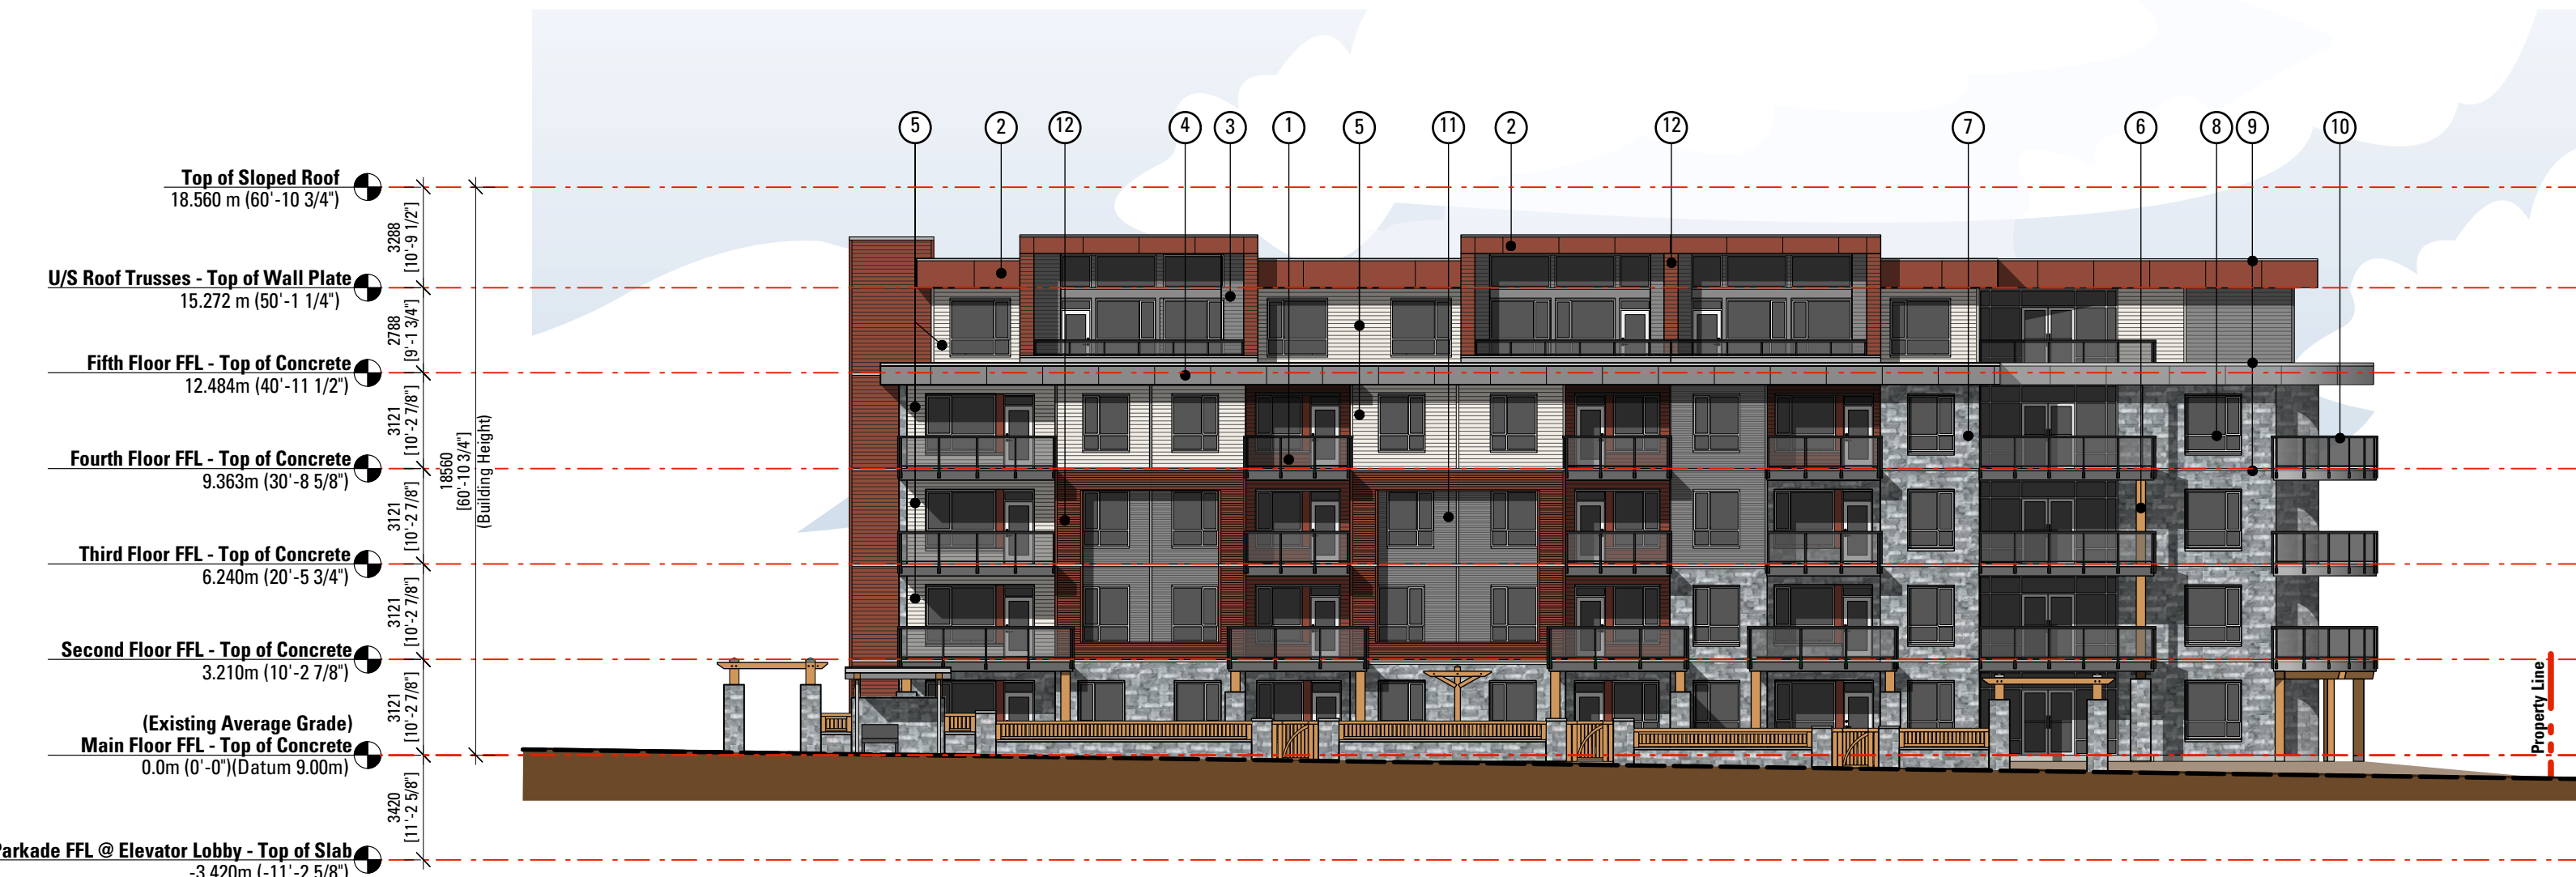 5 2 12 4 3 1 5 11 2 12 7 6 8 9 10
Top of Sloped Roof
18.560 m (60'-10 3/4")
3288
[10'-9 1/2"]
U/S Roof Trusses - Top of Wall Plate
15.272 m (50'-1 1/4")
2788
[9'-1 3/4"]
Fifth Floor FFL - Top of Concrete
12.484m (40'-11 1/2")
3121
[10'-2 7/8"]
18560
[60'-10 3/4"]
(Building Height)
Fourth Floor FFL - Top of Concrete
9.363m (30'-8 5/8")
3121
[10'-2 7/8"]
Third Floor FFL - Top of Concrete
6.240m (20'-5 3/4")
3121
[10'-2 7/8"]
Second Floor FFL - Top of Concrete
3.210m (10'-2 7/8")
3121
[10'-2 7/8"]
Property Line
(Existing Average Grade)
Main Floor FFL - Top of Concrete
0.0m (0'-0")(Datum 9.00m)
3420
[11'-2 5/8"]
Parkade FFL @ Elevator Lobby - Top of Slab
-3.420m (-11'-2 5/8")